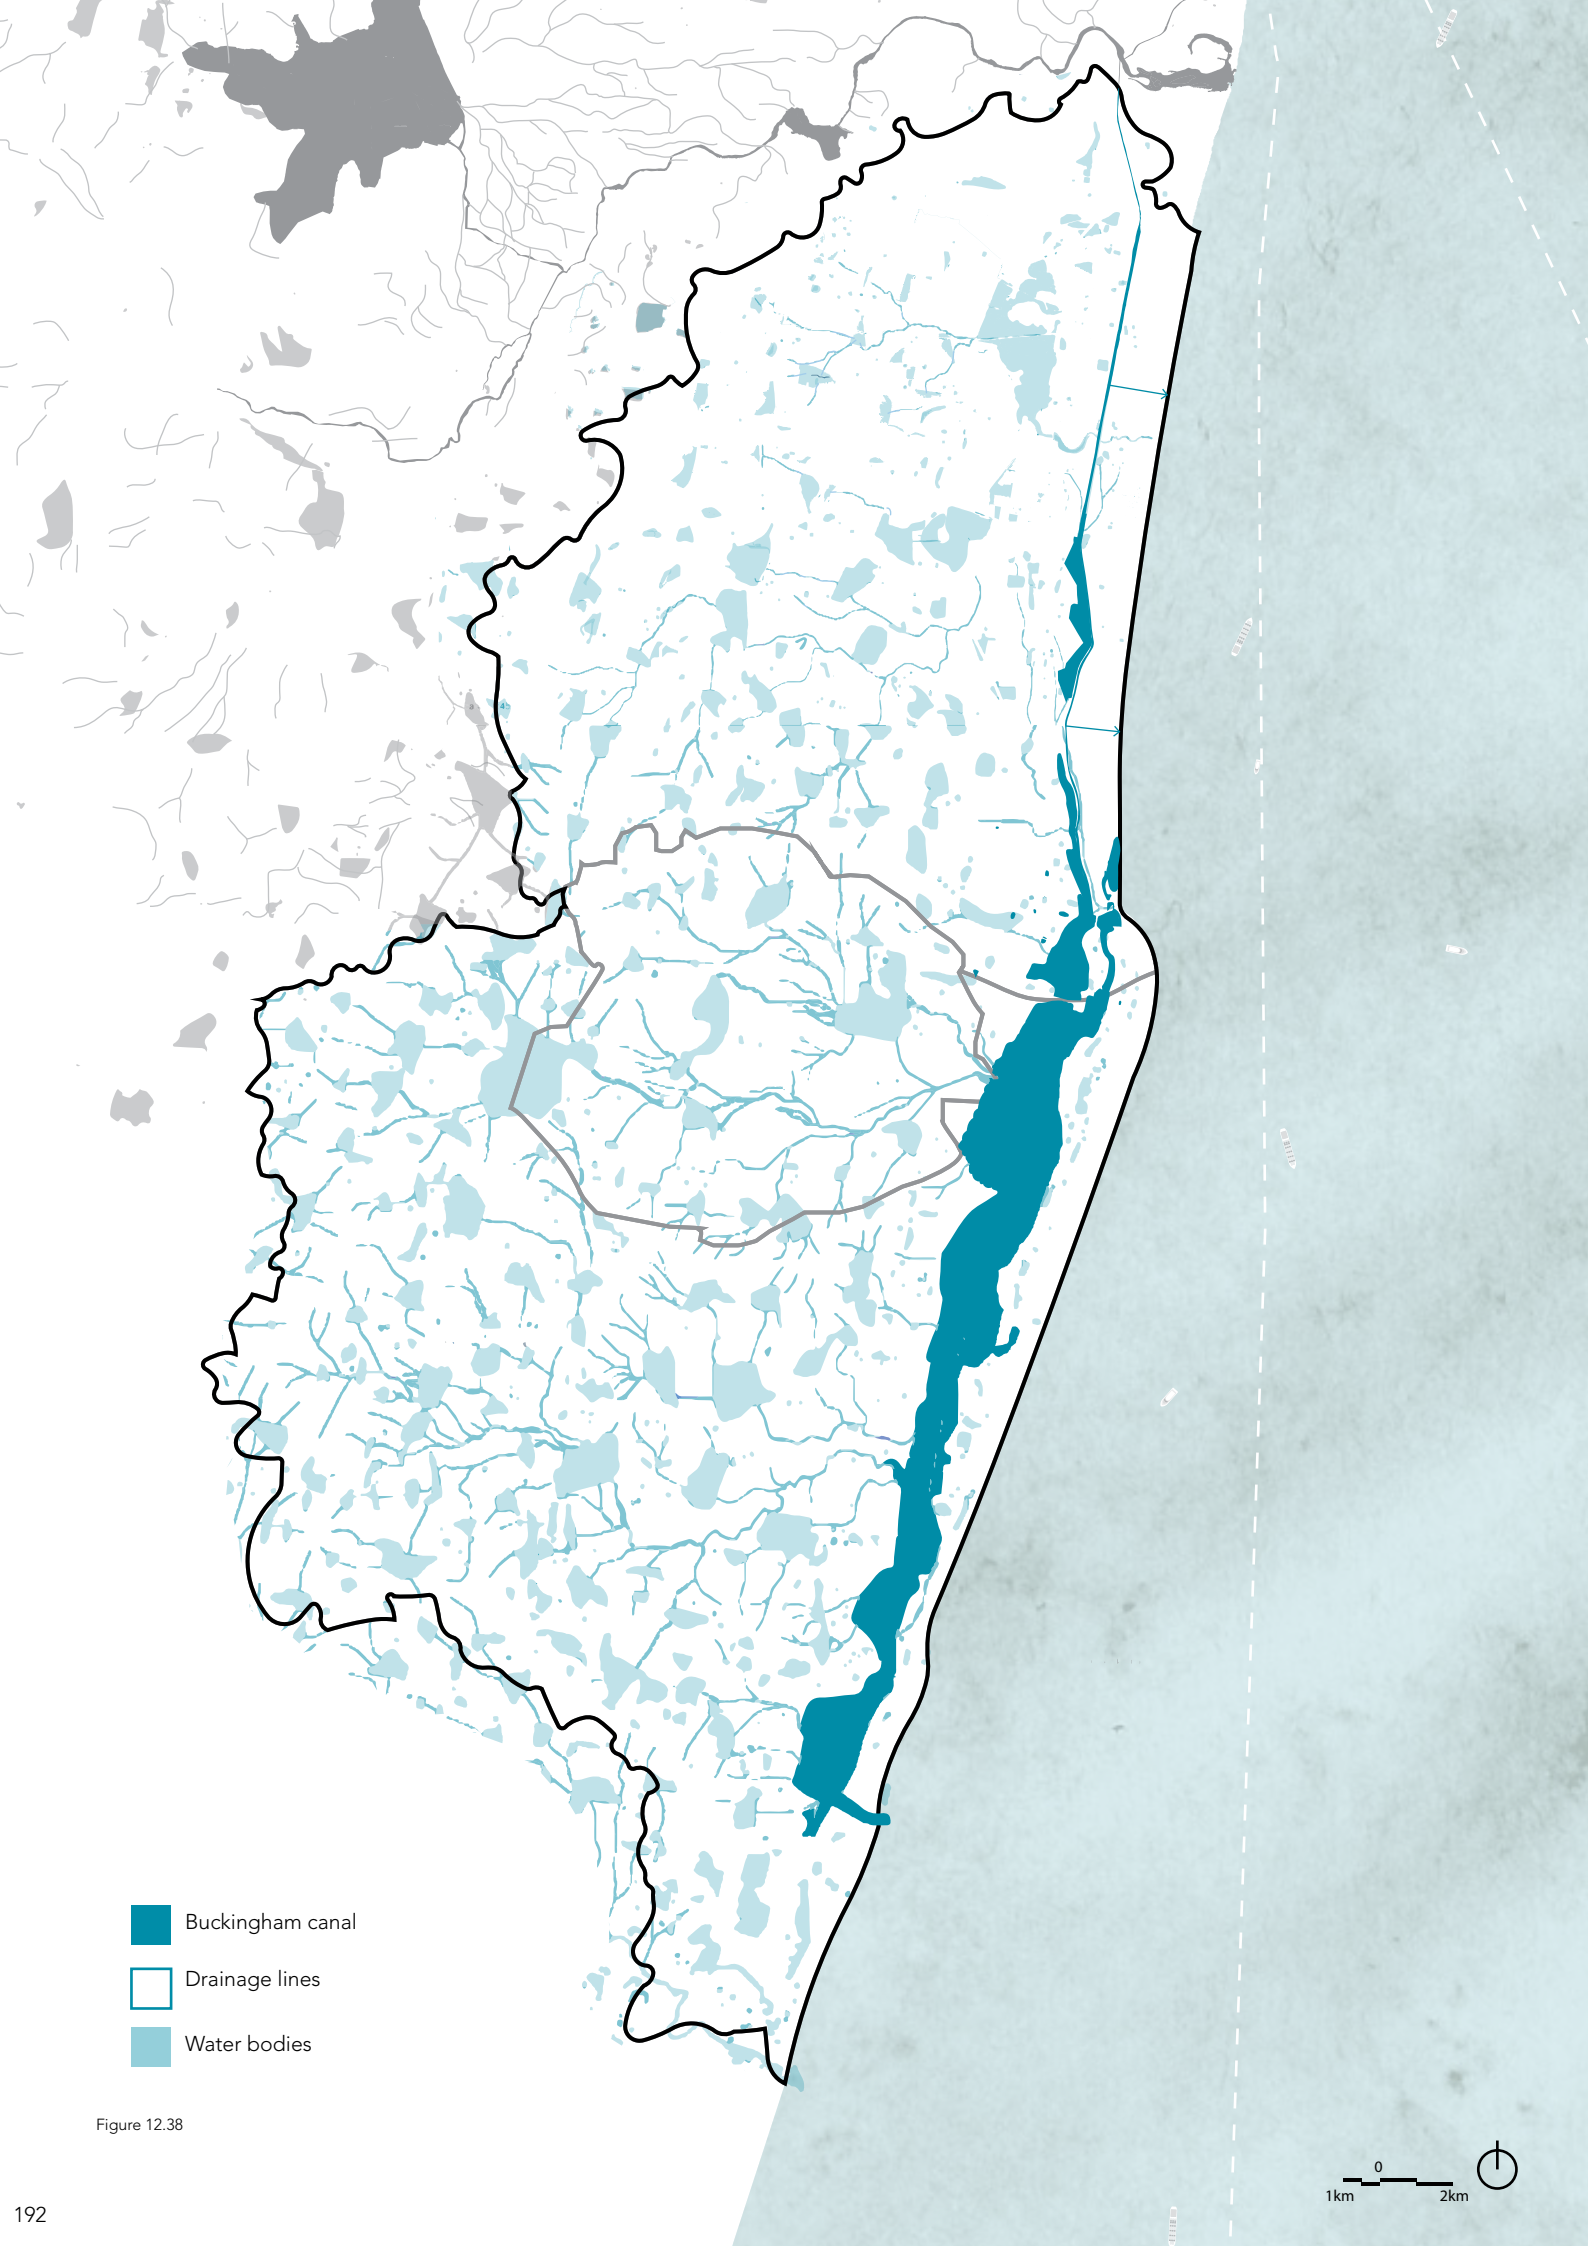 Buckingham canal
Drainage lines
Water bodies
Figure 12.38
0
1km 2km
192